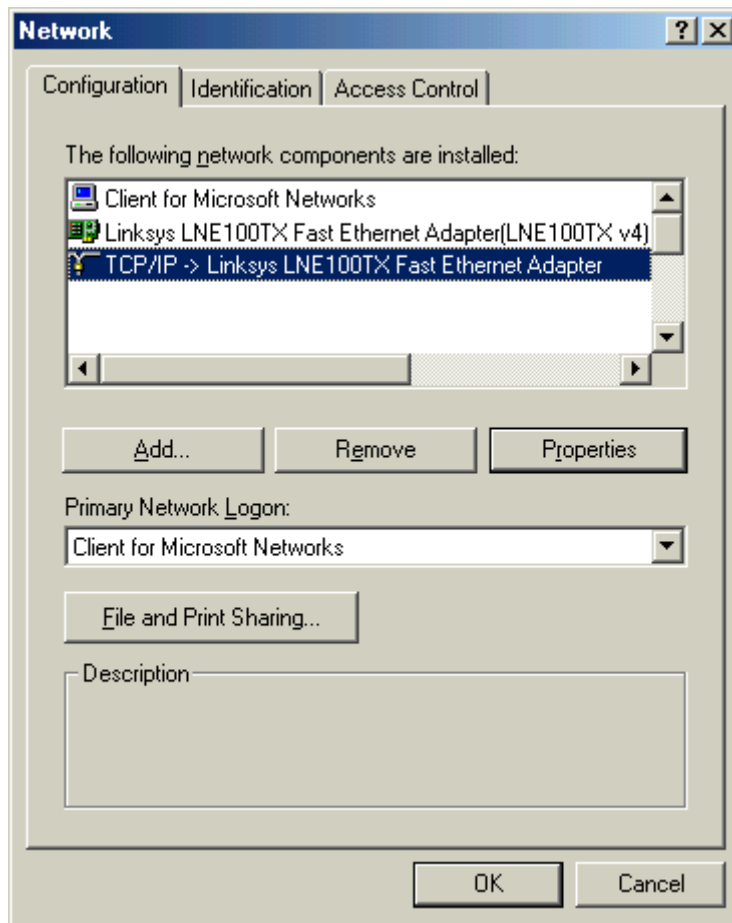 Network
Configuration Identification Access Control
The following network components are installed:
Client for Microsoft Networks
Linksys LNE100TX Fast Ethernet Adapter(LNE100TX v4)
TCP/IP -> Linksys LNE100TX Fast Ethernet Adapter
Add... Remove Properties
Primary Network Logon:
Client for Microsoft Networks
File and Print Sharing...
Description
OK Cancel